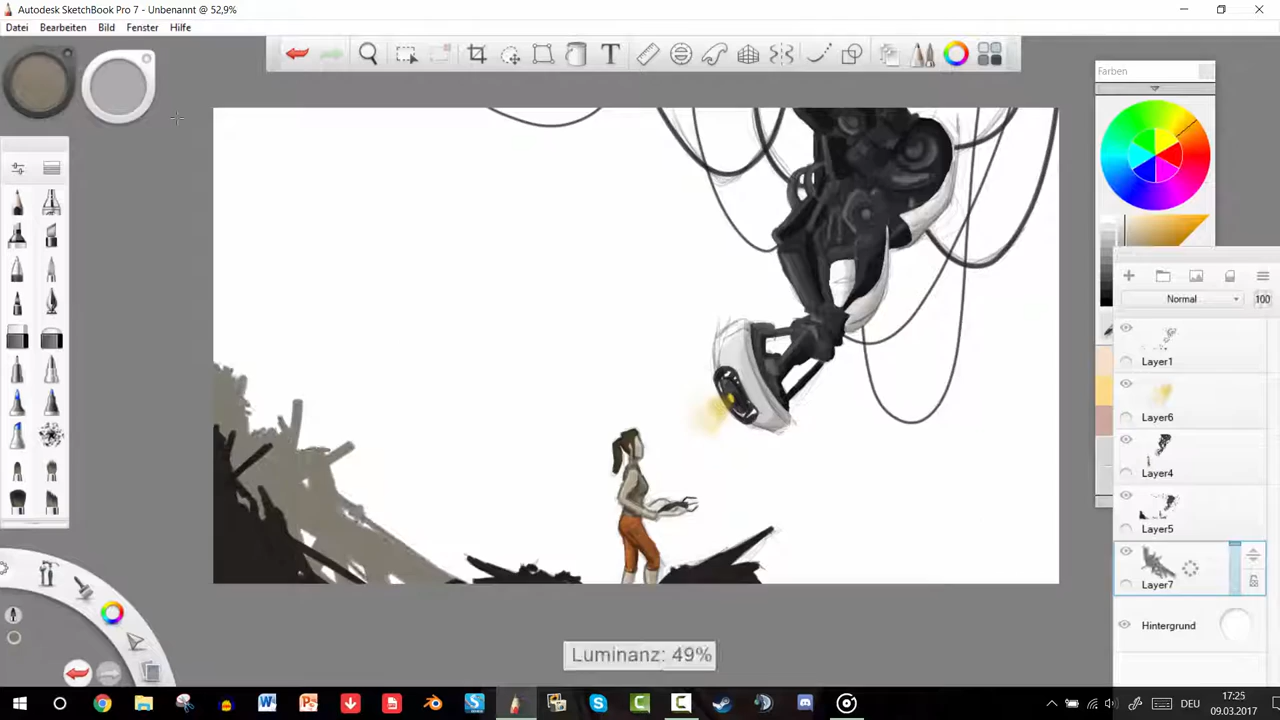 Autodesk SketchBook Pro 7 - Unbenannt @ 52,9%
Datei Bearbeiten Bild Fenster Hilfe
Farben
Normal 100
Layer1
Layer6
Layer4
Layer5
Layer7
Hintergrund
Luminanz: 49%
DEU
17:25
09.03.2017